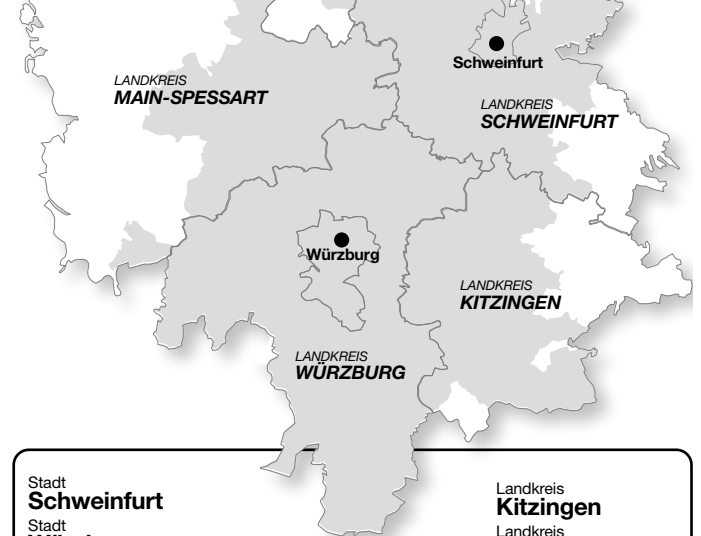 Schweinfurt
LANDKREIS
MAIN-SPESSART
LANDKREIS
SCHWEINFURT
Würzburg
LANDKREIS
KITZINGEN
LANDKREIS
WÜRZBURG
Stadt
Schweinfurt
Stadt
Landkreis
Kitzingen
Landkreis